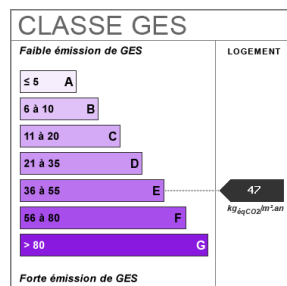 CLASSE GES
Faible émission de GES
LOGEMENT
≤ 5 A
6 à 10 B
11 à 20 C
21 à 35 D
36 à 55 E
47
kgéqCO2/m².an
56 à 80 F
> 80 G
Forte émission de GES